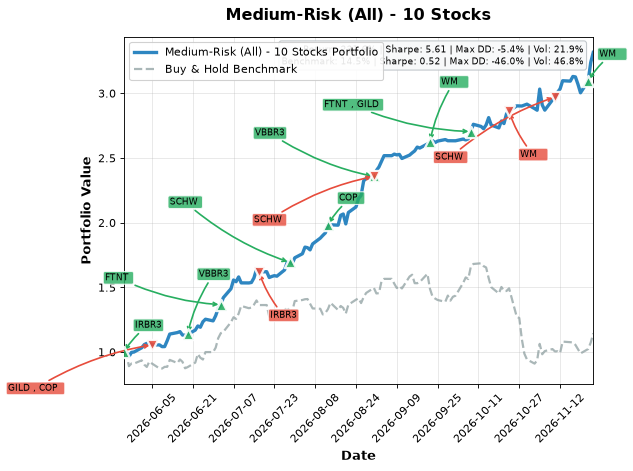 Medium-Risk (All) - 10 Stocks
Medium-Risk (All) - 10 Stocks Portfolio
Buy & Hold Benchmark
Sharpe: 5.61 | Max DD: -5.4% | Vol: 21.9%
Benchmark: 14.5% | Sharpe: 0.52 | Max DD: -46.0% | Vol: 46.8%
WM
WM
FTNT , GILD
VBBR3
SCHW
WM
COP
SCHW
SCHW
FTNT
VBBR3
IRBR3
IRBR3
GILD , COP
Portfolio Value
3.0
2.5
2.0
1.5
1.0
2026-06-05
2026-06-21
2026-07-07
2026-07-23
2026-08-08
2026-08-24
2026-09-09
2026-09-25
2026-10-11
2026-10-27
2026-11-12
Date